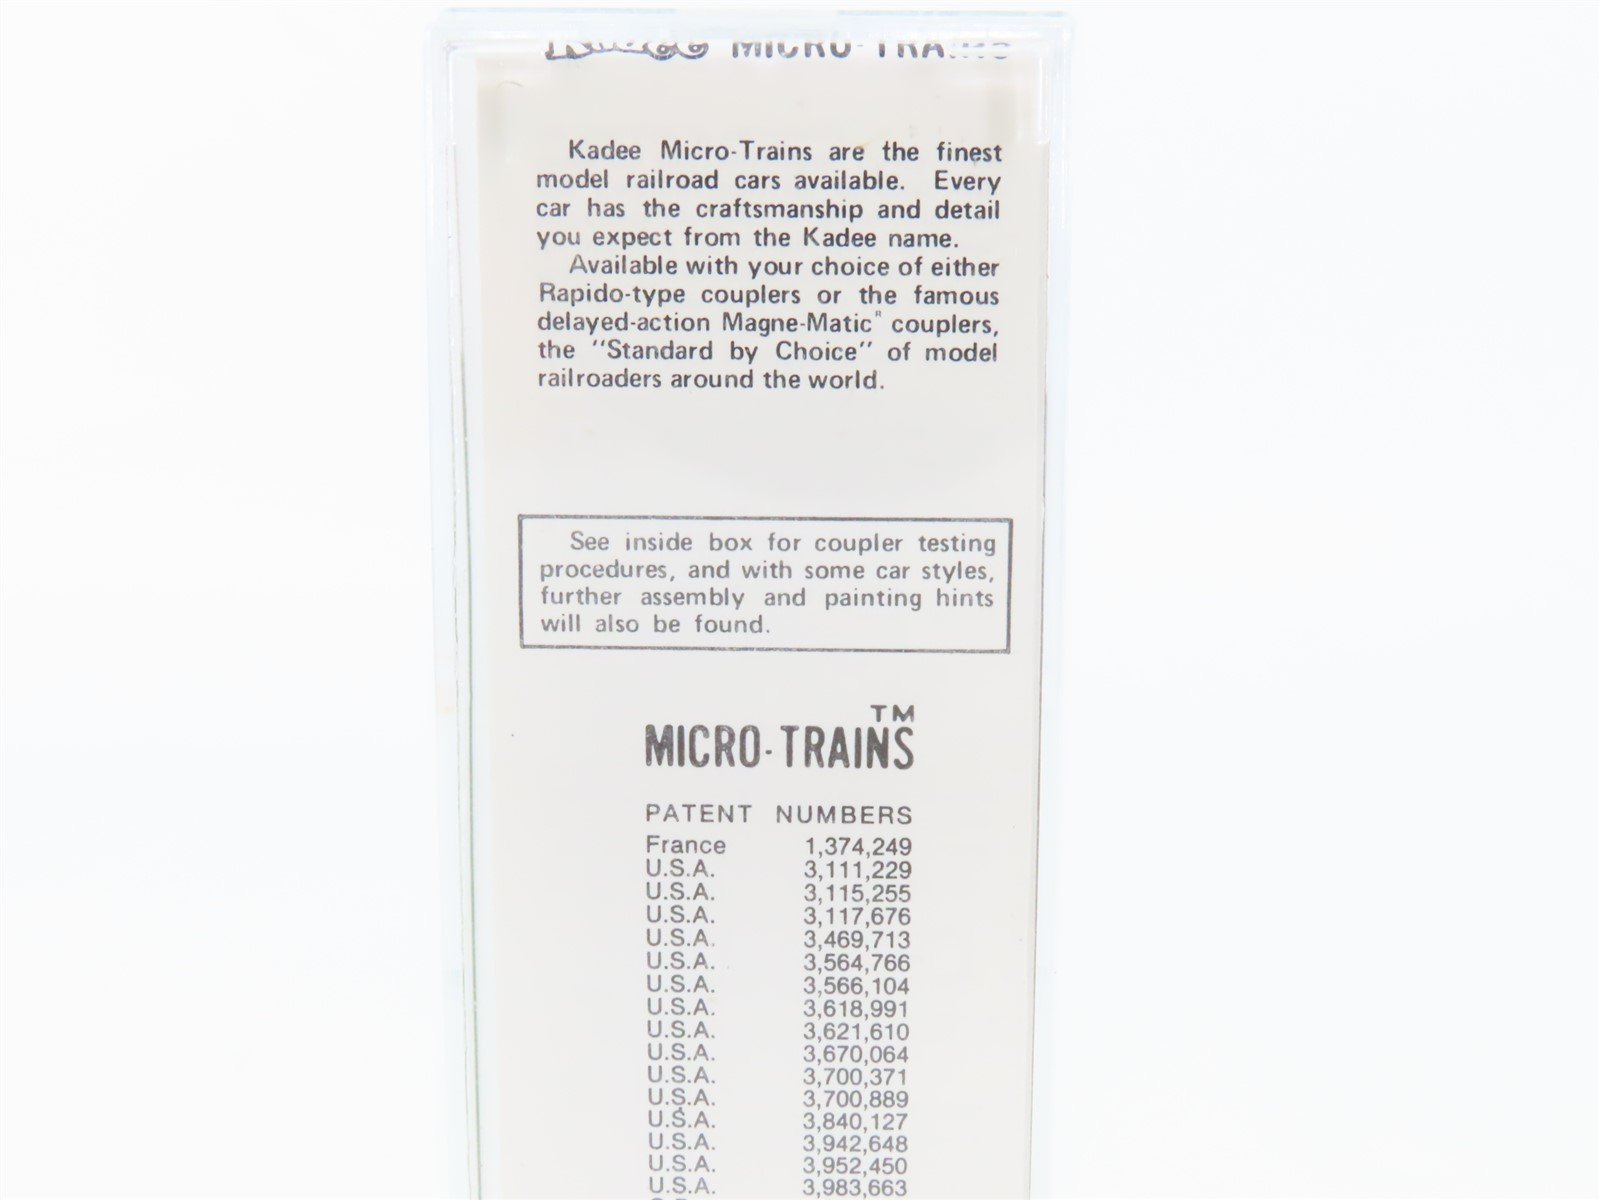 Kadee MICRO-TRAINS
Kadee Micro-Trains are the finest
model railroad cars available. Every
car has the craftsmanship and detail
you expect from the Kadee name.
Available with your choice of either
Rapido-type couplers or the famous
delayed-action Magne-Matic® couplers,
the "Standard by Choice" of model
railroaders around the world.
See inside box for coupler testing
procedures, and with some car styles,
further assembly and painting hints
will also be found.
MICRO-TRAINS™
PATENT NUMBERS
France 1,374,249
U.S.A. 3,111,229
U.S.A. 3,115,255
U.S.A. 3,117,676
U.S.A. 3,469,713
U.S.A. 3,564,766
U.S.A. 3,566,104
U.S.A. 3,618,991
U.S.A. 3,621,610
U.S.A. 3,670,064
U.S.A. 3,700,371
U.S.A. 3,700,889
U.S.A. 3,840,127
U.S.A. 3,942,648
U.S.A. 3,952,450
U.S.A. 3,983,663